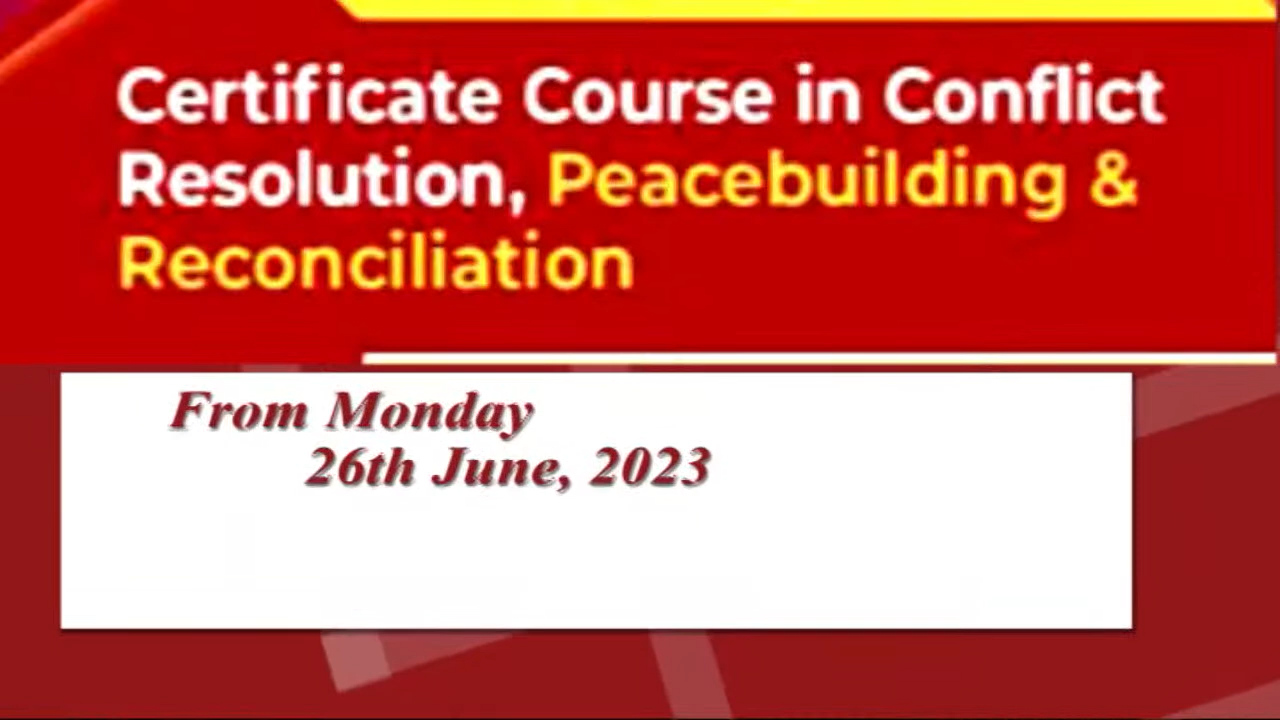 Certificate Course in Conflict
Resolution, Peacebuilding &
Reconciliation
From Monday
26th June, 2023